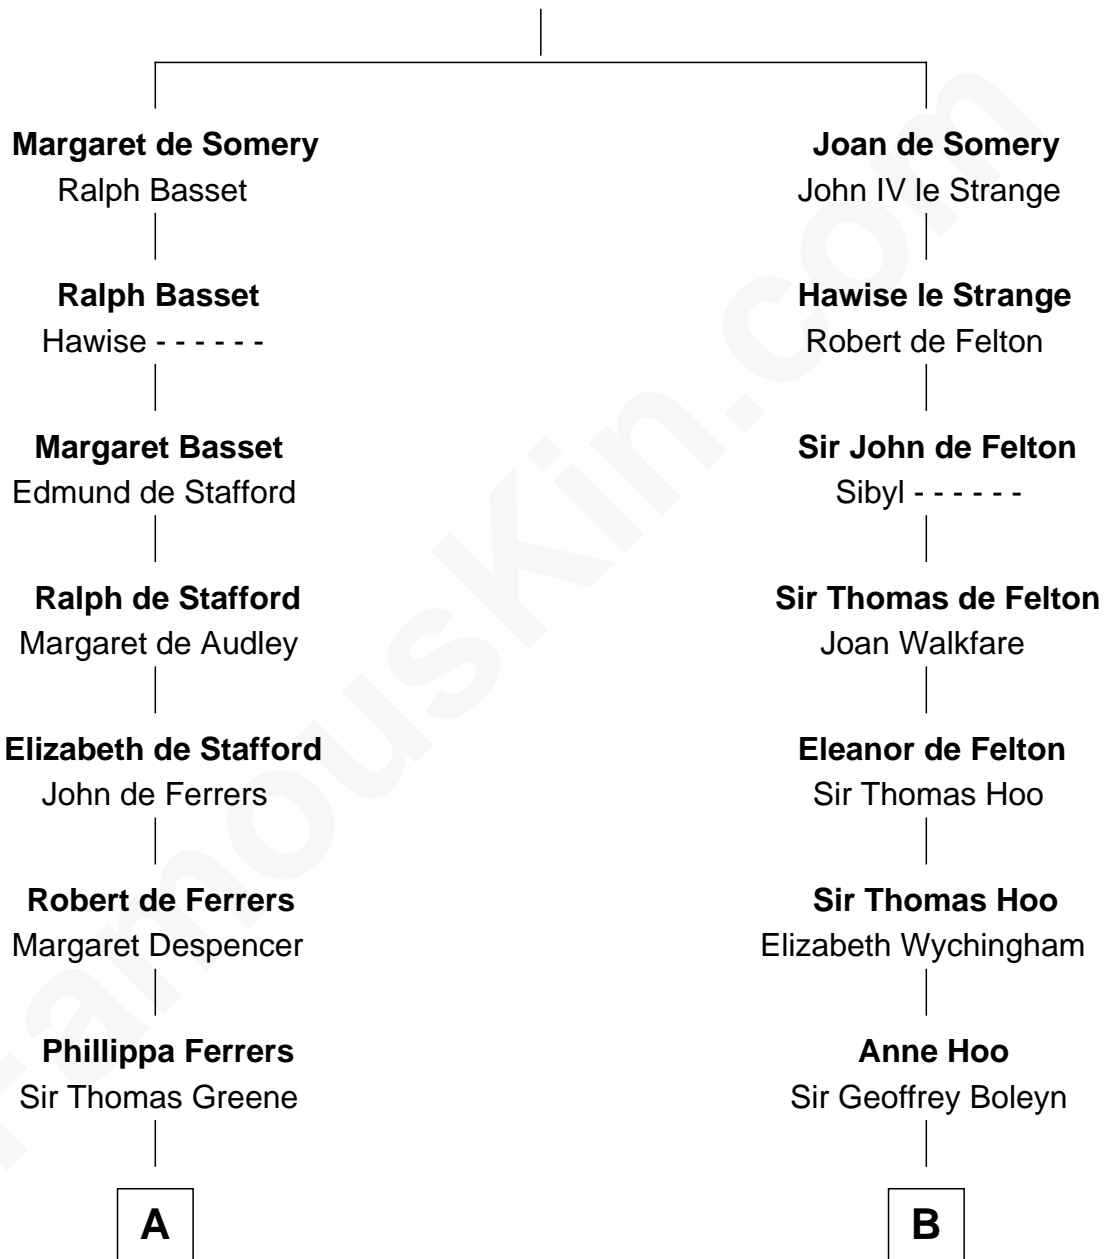 Margaret de Somery
Ralph Basset
Joan de Somery
John IV le Strange
Ralph Basset
Hawise - - - - - -
Hawise le Strange
Robert de Felton
Margaret Basset
Edmund de Stafford
Sir John de Felton
Sibyl - - - - - -
Ralph de Stafford
Margaret de Audley
Sir Thomas de Felton
Joan Walkfare
Elizabeth de Stafford
John de Ferrers
Eleanor de Felton
Sir Thomas Hoo
Robert de Ferrers
Margaret Despencer
Sir Thomas Hoo
Elizabeth Wychingham
Phillippa Ferrers
Sir Thomas Greene
Anne Hoo
Sir Geoffrey Boleyn
A
B
FamousKin.com